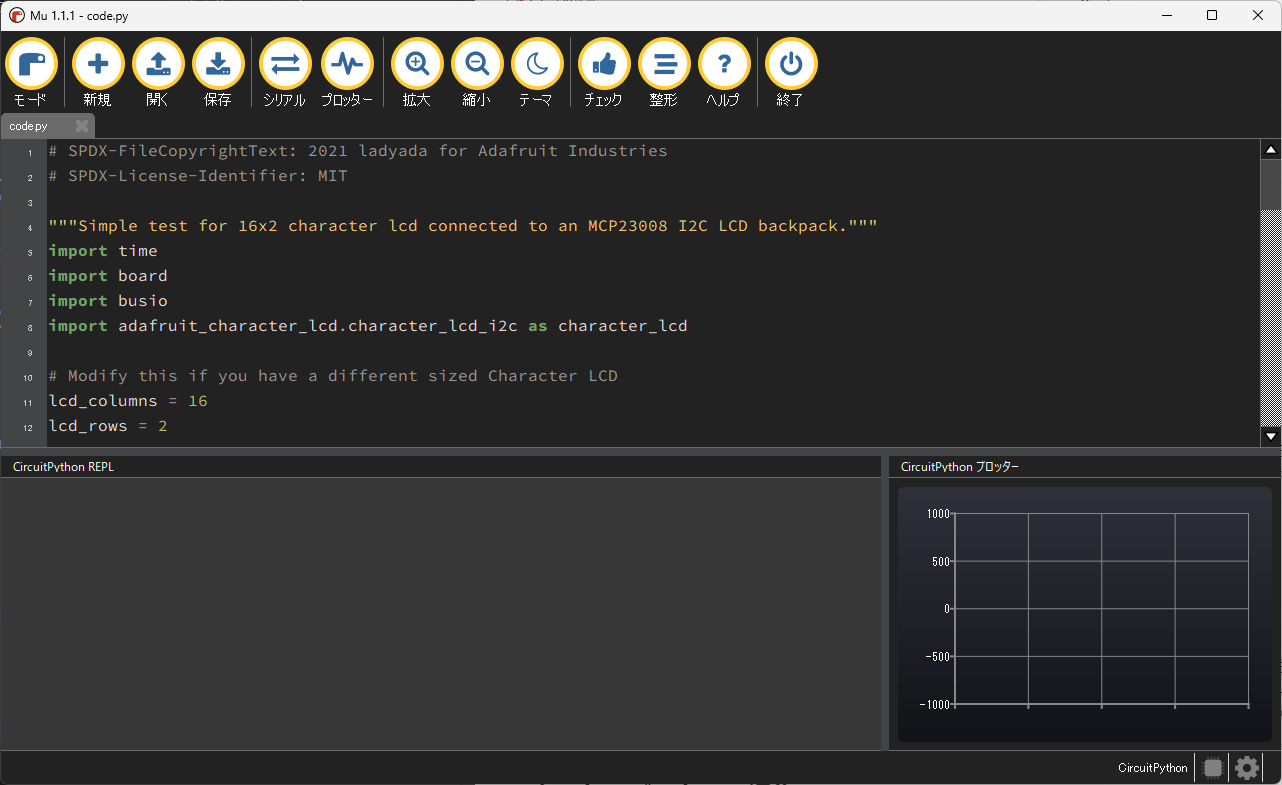 Mu 1.1.1 - code.py
モード 新規 開く 保存 シリアル プロッター 拡大 縮小 テーマ チェック 整形 ヘルプ 終了
code.py
1 # SPDX-FileCopyrightText: 2021 ladyada for Adafruit Industries
2 # SPDX-License-Identifier: MIT
3
4 """Simple test for 16x2 character lcd connected to an MCP23008 I2C LCD backpack."""
5 import time
6 import board
7 import busio
8 import adafruit_character_lcd.character_lcd_i2c as character_lcd
9
10 # Modify this if you have a different sized Character LCD
11 lcd_columns = 16
12 lcd_rows = 2
CircuitPython REPL
CircuitPython プロッター
1000
500
0
-500
-1000
CircuitPython